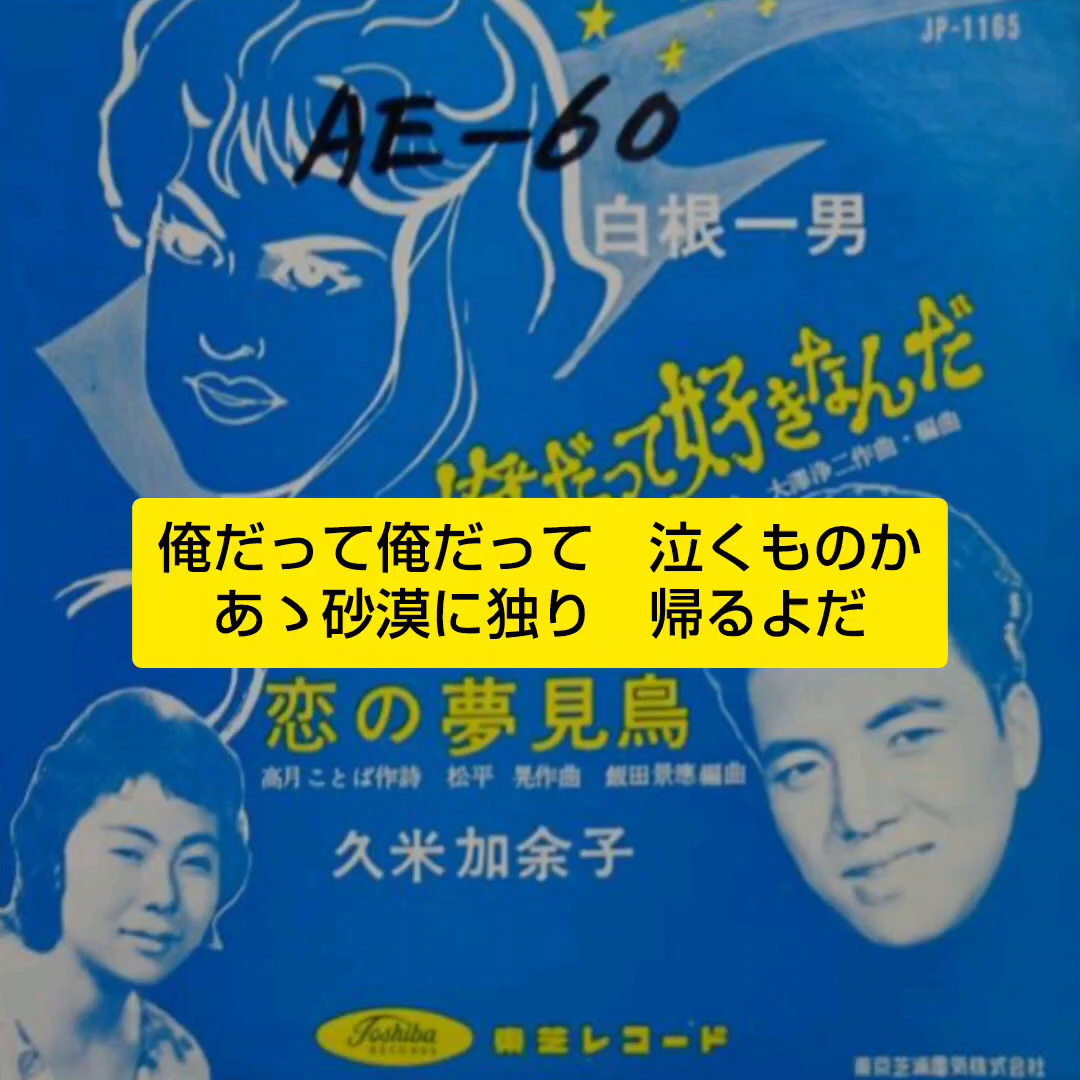 JP-1165
AE-60
白根一男
俺だって好きなんだ
大澤浄二作曲・編曲
俺だって俺だって　泣くものか
あゝ砂漠に独り　帰るよだ
恋の夢見鳥
高月ことば作詩　松平　晃作曲　飯田景應編曲
久米加余子
Toshiba
RECORDS
東芝レコード
東京芝浦電気株式会社